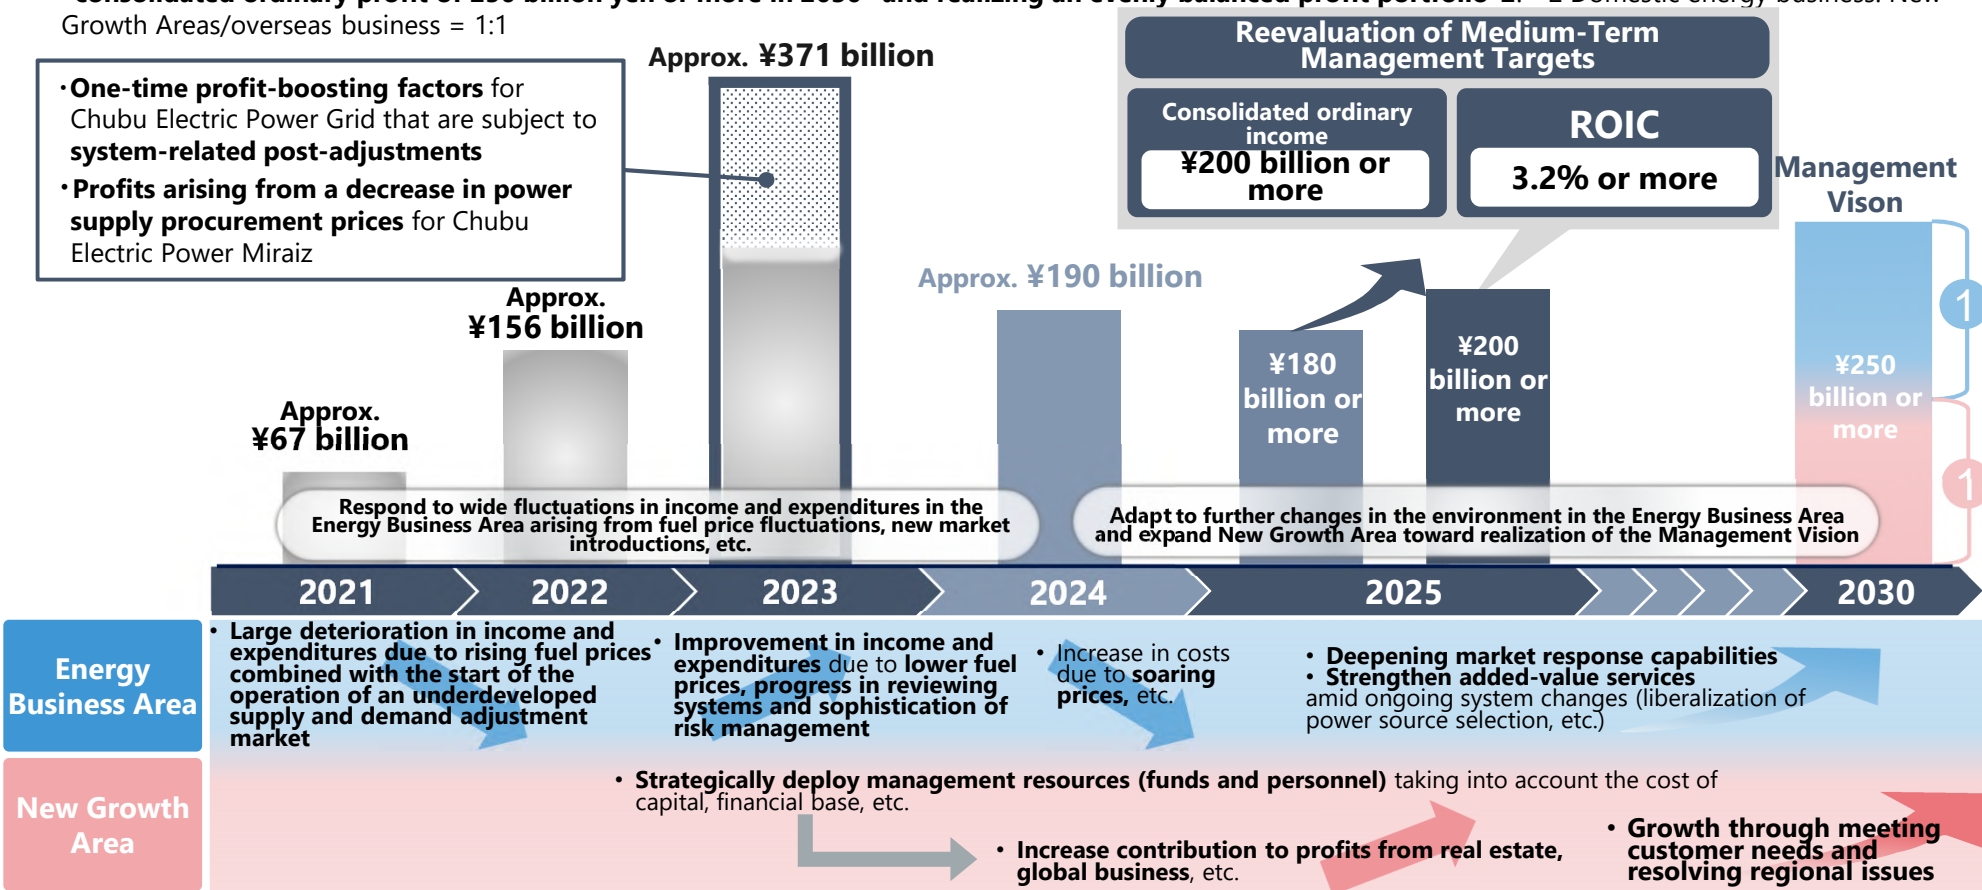 Growth Areas/overseas business = 1:1
Approx. ¥371 billion
Reevaluation of Medium-Term
Management Targets
・One-time profit-boosting factors for
Chubu Electric Power Grid that are subject to
system-related post-adjustments
・Profits arising from a decrease in power
supply procurement prices for Chubu
Electric Power Miraiz
Consolidated ordinary
income
¥200 billion or
more
ROIC
3.2% or more
Management
Vison
Approx.
¥156 billion
Approx. ¥190 billion
1
Approx.
¥67 billion
¥180
billion or
more
¥200
billion or
more
¥250
billion or
more
1
Respond to wide fluctuations in income and expenditures in the
Energy Business Area arising from fuel price fluctuations, new market
introductions, etc.
Adapt to further changes in the environment in the Energy Business Area
and expand New Growth Area toward realization of the Management Vision
2021
2022
2023
2024
2025
2030
Energy
Business Area
• Large deterioration in income and
expenditures due to rising fuel prices
combined with the start of the
operation of an underdeveloped
supply and demand adjustment
market
• Improvement in income and
expenditures due to lower fuel
prices, progress in reviewing
systems and sophistication of
risk management
• Increase in costs
due to soaring
prices, etc.
• Deepening market response capabilities
• Strengthen added-value services
amid ongoing system changes (liberalization of
power source selection, etc.)
New Growth
Area
• Strategically deploy management resources (funds and personnel) taking into account the cost of
capital, financial base, etc.
• Increase contribution to profits from real estate,
global business, etc.
• Growth through meeting
customer needs and
resolving regional issues